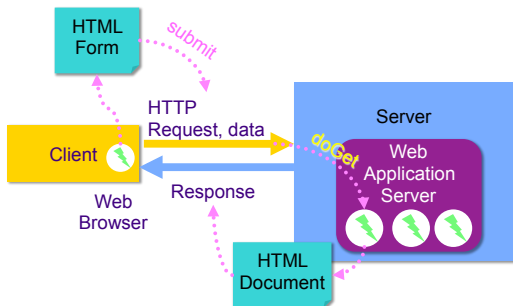 HTML
Form
submit
HTTP
Request, data
Server
Client
doGet
Web
Application
Server
Web
Browser
Response
HTML
Document